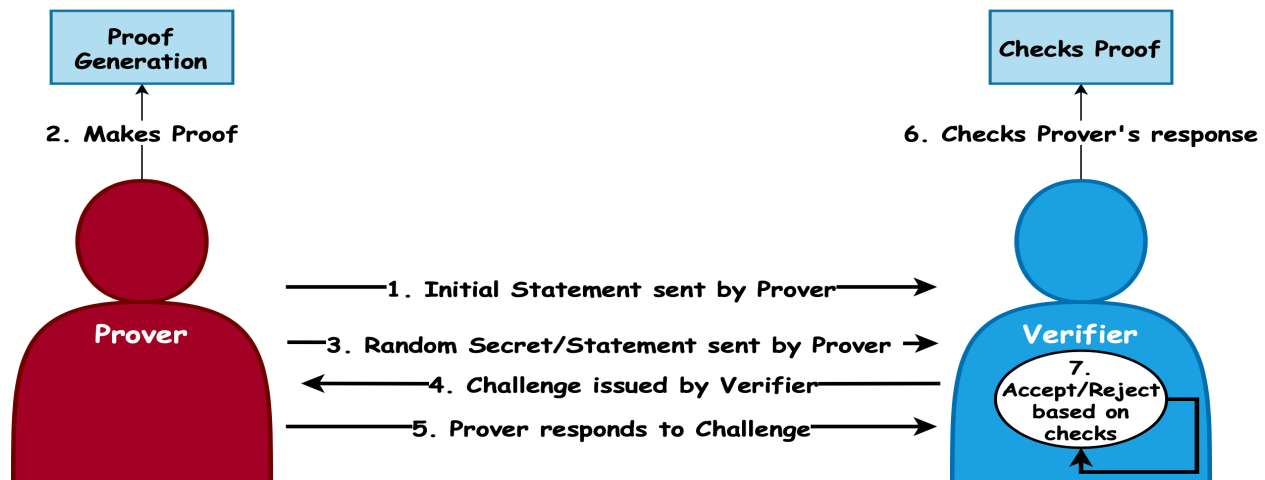 Proof
Generation
Checks Proof
2. Makes Proof
6. Checks Prover's response
1. Initial Statement sent by Prover
Prover
Verifier
3. Random Secret/Statement sent by Prover
4. Challenge issued by Verifier
5. Prover responds to Challenge
7.
Accept/Reject
based on
checks